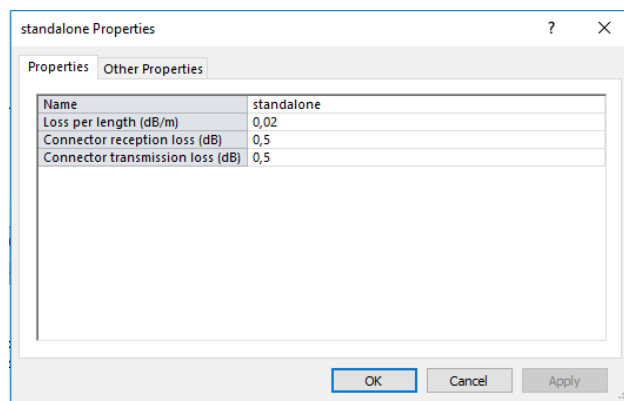 standalone Properties ?
Properties Other Properties
Name standalone
Loss per length (dB/m) 0,02
Connector reception loss (dB) 0,5
Connector transmission loss (dB) 0,5
OK Cancel Apply